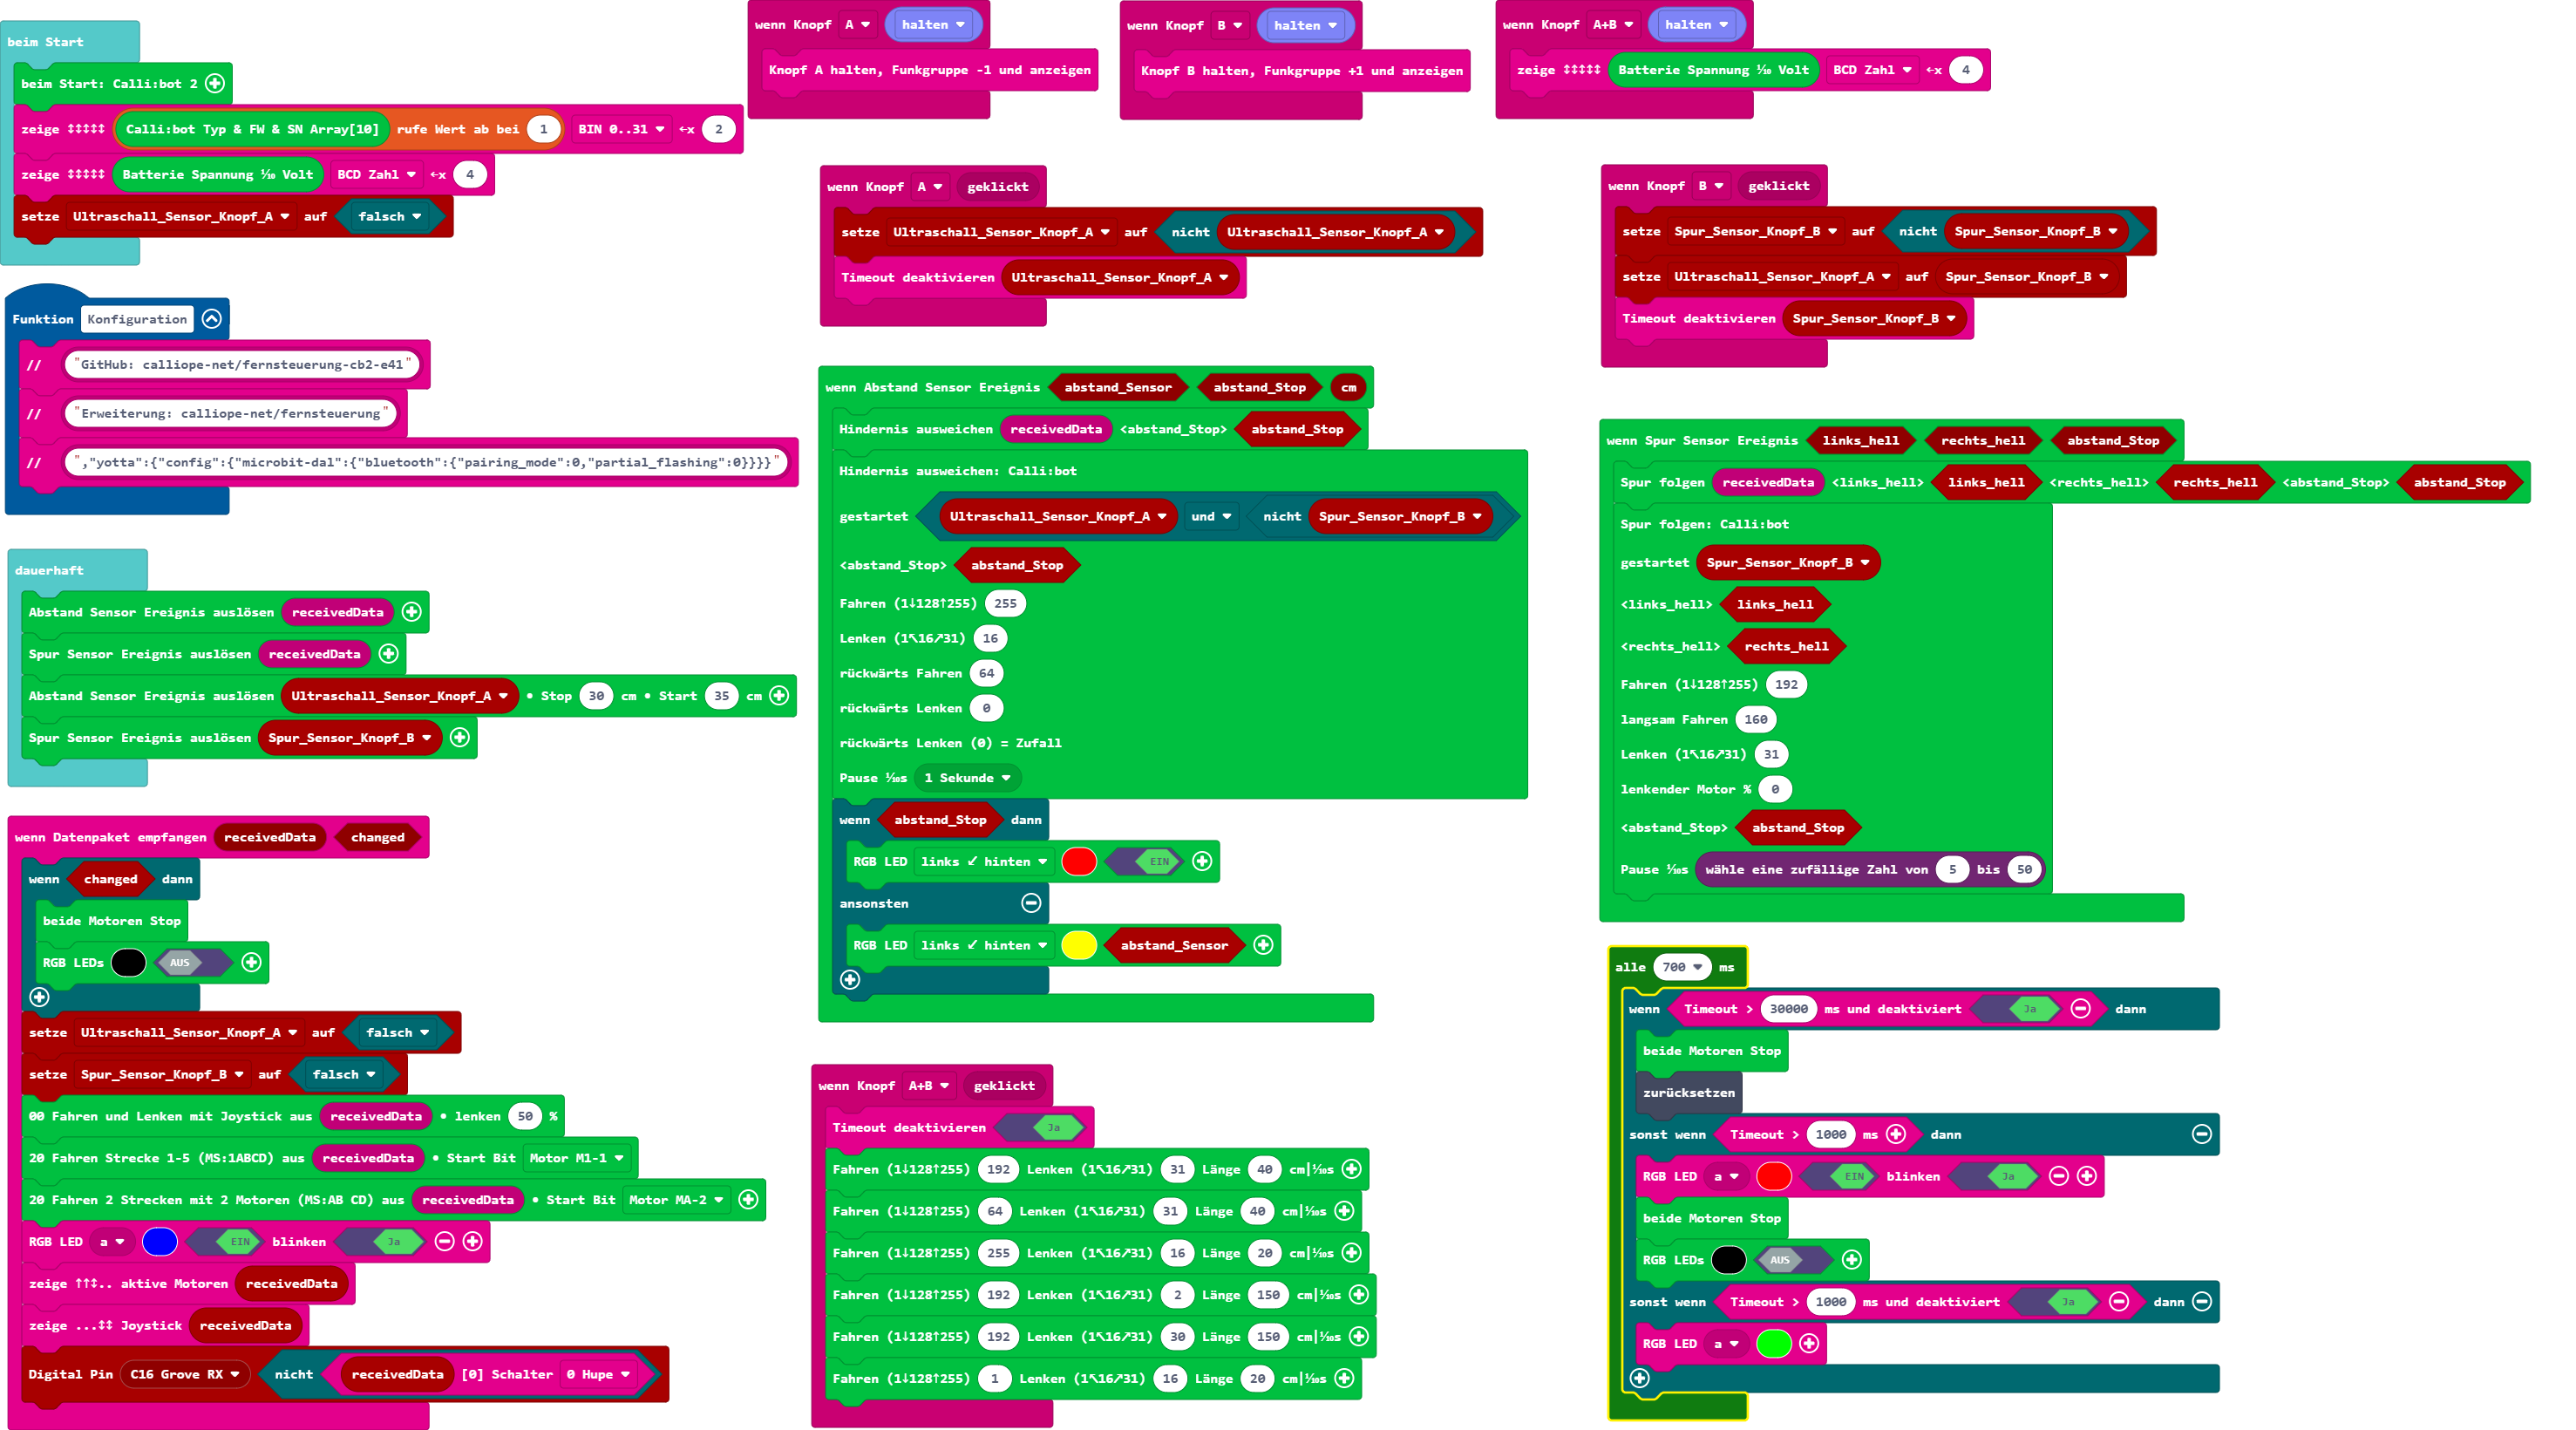 beim Start
beim Start: Calli:bot 2
zeige ↕↕↕↕↕ Calli:bot Typ & FW & SN Array[10] rufe Wert ab bei 1 BIN 0..31 ←x 2
zeige ↕↕↕↕↕ Batterie Spannung ⅒ Volt BCD Zahl ←x 4
setze Ultraschall_Sensor_Knopf_A auf falsch
Funktion Konfiguration
// "GitHub: calliope-net/fernsteuerung-cb2-e41"
// "Erweiterung: calliope-net/fernsteuerung"
// ","yotta":{"config":{"microbit-dal":{"bluetooth":{"pairing_mode":0,"partial_flashing":0}}}}"
dauerhaft
Abstand Sensor Ereignis auslösen receivedData
Spur Sensor Ereignis auslösen receivedData
Abstand Sensor Ereignis auslösen Ultraschall_Sensor_Knopf_A • Stop 30 cm • Start 35 cm
Spur Sensor Ereignis auslösen Spur_Sensor_Knopf_B
wenn Datenpaket empfangen receivedData changed
wenn changed dann
beide Motoren Stop
RGB LEDs AUS
setze Ultraschall_Sensor_Knopf_A auf falsch
setze Spur_Sensor_Knopf_B auf falsch
00 Fahren und Lenken mit Joystick aus receivedData • lenken 50 %
20 Fahren Strecke 1-5 (MS:1ABCD) aus receivedData • Start Bit Motor M1-1
20 Fahren 2 Strecken mit 2 Motoren (MS:AB CD) aus receivedData • Start Bit Motor MA-2
RGB LED a EIN blinken Ja
zeige ↑↑↕.. aktive Motoren receivedData
zeige ...↕↕ Joystick receivedData
Digital Pin C16 Grove RX nicht receivedData [0] Schalter 0 Hupe
wenn Knopf A halten
Knopf A halten, Funkgruppe -1 und anzeigen
wenn Knopf B halten
Knopf B halten, Funkgruppe +1 und anzeigen
wenn Knopf A+B halten
zeige ↕↕↕↕↕ Batterie Spannung ⅒ Volt BCD Zahl ←x 4
wenn Knopf A geklickt
setze Ultraschall_Sensor_Knopf_A auf nicht Ultraschall_Sensor_Knopf_A
Timeout deaktivieren Ultraschall_Sensor_Knopf_A
wenn Abstand Sensor Ereignis abstand_Sensor abstand_Stop cm
Hindernis ausweichen receivedData <abstand_Stop> abstand_Stop
Hindernis ausweichen: Calli:bot
gestartet Ultraschall_Sensor_Knopf_A und nicht Spur_Sensor_Knopf_B
<abstand_Stop> abstand_Stop
Fahren (1↓128↑255) 255
Lenken (1↖16↗31) 16
rückwärts Fahren 64
rückwärts Lenken 0
rückwärts Lenken (0) = Zufall
Pause ⅒s 1 Sekunde
wenn abstand_Stop dann
RGB LED links ↙ hinten EIN
ansonsten
RGB LED links ↙ hinten abstand_Sensor
wenn Knopf A+B geklickt
Timeout deaktivieren Ja
Fahren (1↓128↑255) 192 Lenken (1↖16↗31) 31 Länge 40 cm|⅒s
Fahren (1↓128↑255) 64 Lenken (1↖16↗31) 31 Länge 40 cm|⅒s
Fahren (1↓128↑255) 255 Lenken (1↖16↗31) 16 Länge 20 cm|⅒s
Fahren (1↓128↑255) 192 Lenken (1↖16↗31) 2 Länge 150 cm|⅒s
Fahren (1↓128↑255) 192 Lenken (1↖16↗31) 30 Länge 150 cm|⅒s
Fahren (1↓128↑255) 1 Lenken (1↖16↗31) 16 Länge 20 cm|⅒s
wenn Knopf B geklickt
setze Spur_Sensor_Knopf_B auf nicht Spur_Sensor_Knopf_B
setze Ultraschall_Sensor_Knopf_A auf Spur_Sensor_Knopf_B
Timeout deaktivieren Spur_Sensor_Knopf_B
wenn Spur Sensor Ereignis links_hell rechts_hell abstand_Stop
Spur folgen receivedData <links_hell> links_hell <rechts_hell> rechts_hell <abstand_Stop> abstand_Stop
Spur folgen: Calli:bot
gestartet Spur_Sensor_Knopf_B
<links_hell> links_hell
<rechts_hell> rechts_hell
Fahren (1↓128↑255) 192
langsam Fahren 160
Lenken (1↖16↗31) 31
lenkender Motor % 0
<abstand_Stop> abstand_Stop
Pause ⅒s wähle eine zufällige Zahl von 5 bis 50
alle 700 ms
wenn Timeout > 30000 ms und deaktiviert Ja dann
beide Motoren Stop
zurücksetzen
sonst wenn Timeout > 1000 ms dann
RGB LED a EIN blinken Ja
beide Motoren Stop
RGB LEDs AUS
sonst wenn Timeout > 1000 ms und deaktiviert Ja dann
RGB LED a